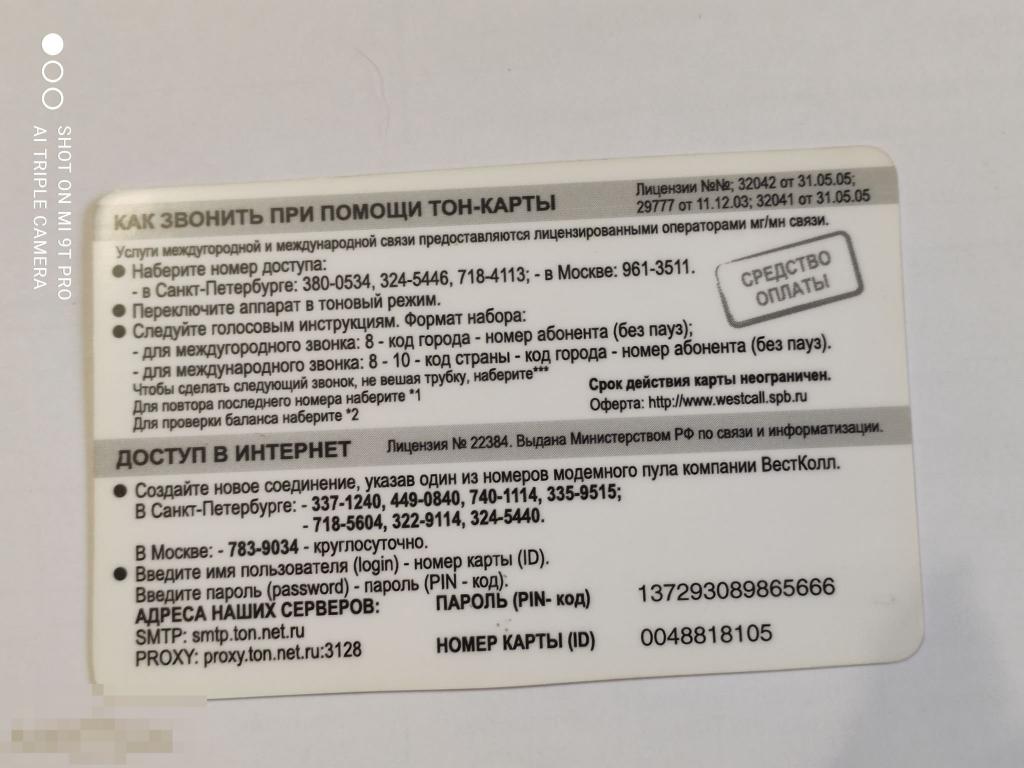 SHOT ON MI 9T PRO
AI TRIPLE CAMERA
КАК ЗВОНИТЬ ПРИ ПОМОЩИ ТОН-КАРТЫ
Лицензии №№; 32042 от 31.05.05;
29777 от 11.12.03; 32041 от 31.05.05
Услуги междугородной и международной связи предоставляются лицензированными операторами мг/мн связи.
● Наберите номер доступа:
- в Санкт-Петербурге: 380-0534, 324-5446, 718-4113; - в Москве: 961-3511.
● Переключите аппарат в тоновый режим.
СРЕДСТВО
ОПЛАТЫ
● Следуйте голосовым инструкциям. Формат набора:
- для междугородного звонка: 8 - код города - номер абонента (без пауз);
- для международного звонка: 8 - 10 - код страны - код города - номер абонента (без пауз).
Чтобы сделать следующий звонок, не вешая трубку, наберите***
Для повтора последнего номера наберите *1
Для проверки баланса наберите *2
Срок действия карты неограничен.
Оферта: http://www.westcall.spb.ru
ДОСТУП В ИНТЕРНЕТ
Лицензия № 22384. Выдана Министерством РФ по связи и информатизации.
● Создайте новое соединение, указав один из номеров модемного пула компании ВестКолл.
В Санкт-Петербурге: - 337-1240, 449-0840, 740-1114, 335-9515;
- 718-5604, 322-9114, 324-5440.
В Москве: - 783-9034 - круглосуточно.
● Введите имя пользователя (login) - номер карты (ID).
Введите пароль (password) - пароль (PIN - код).
АДРЕСА НАШИХ СЕРВЕРОВ:
SMTP: smtp.ton.net.ru
PROXY: proxy.ton.net.ru:3128
ПАРОЛЬ (PIN- код) 137293089865666
НОМЕР КАРТЫ (ID) 0048818105